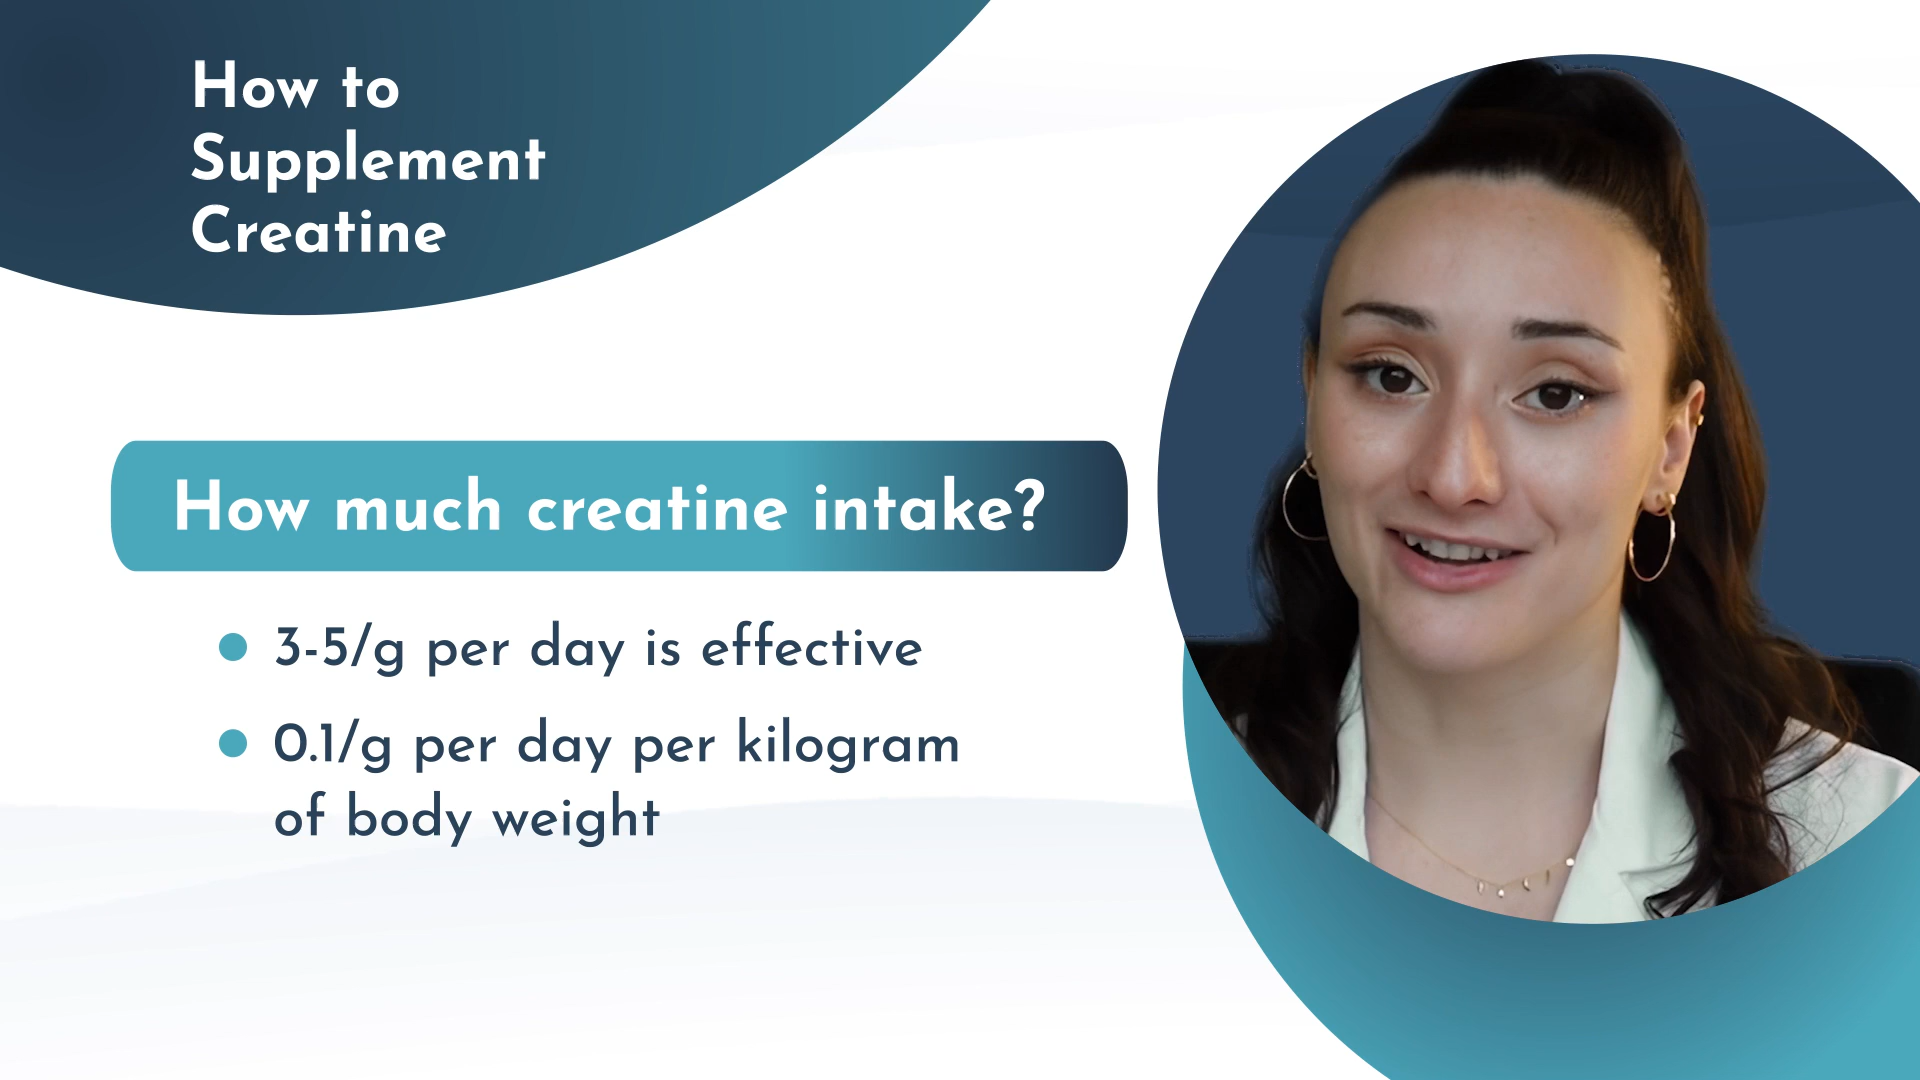 How to
Supplement
Creatine
How much creatine intake?
3-5/g per day is effective
0.1/g per day per kilogram
of body weight